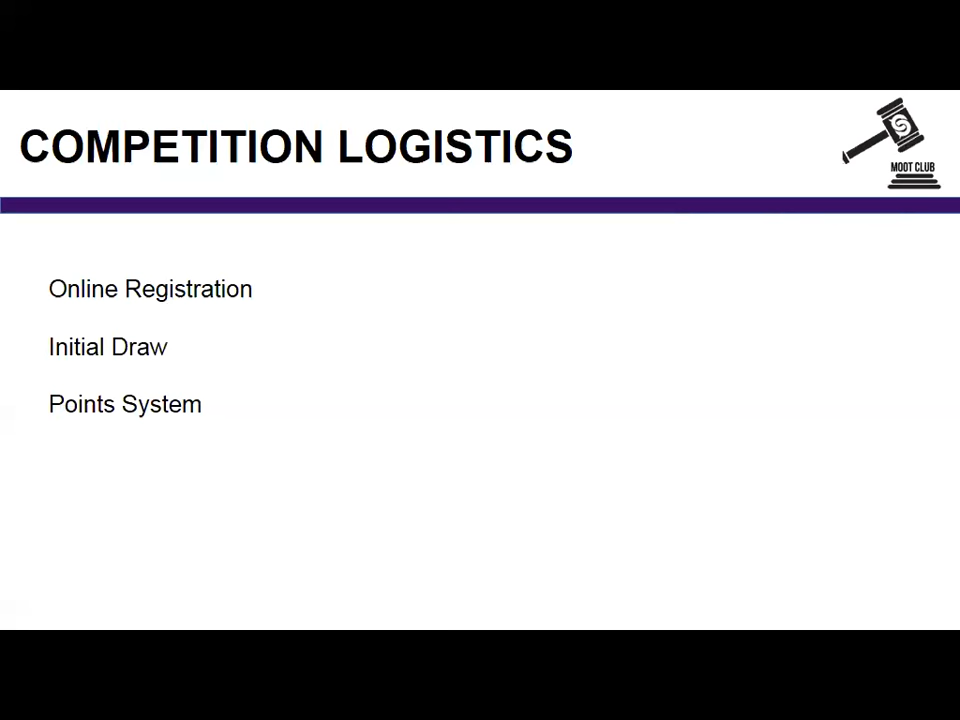 COMPETITION LOGISTICS
MOOT CLUB
Online Registration
Initial Draw
Points System